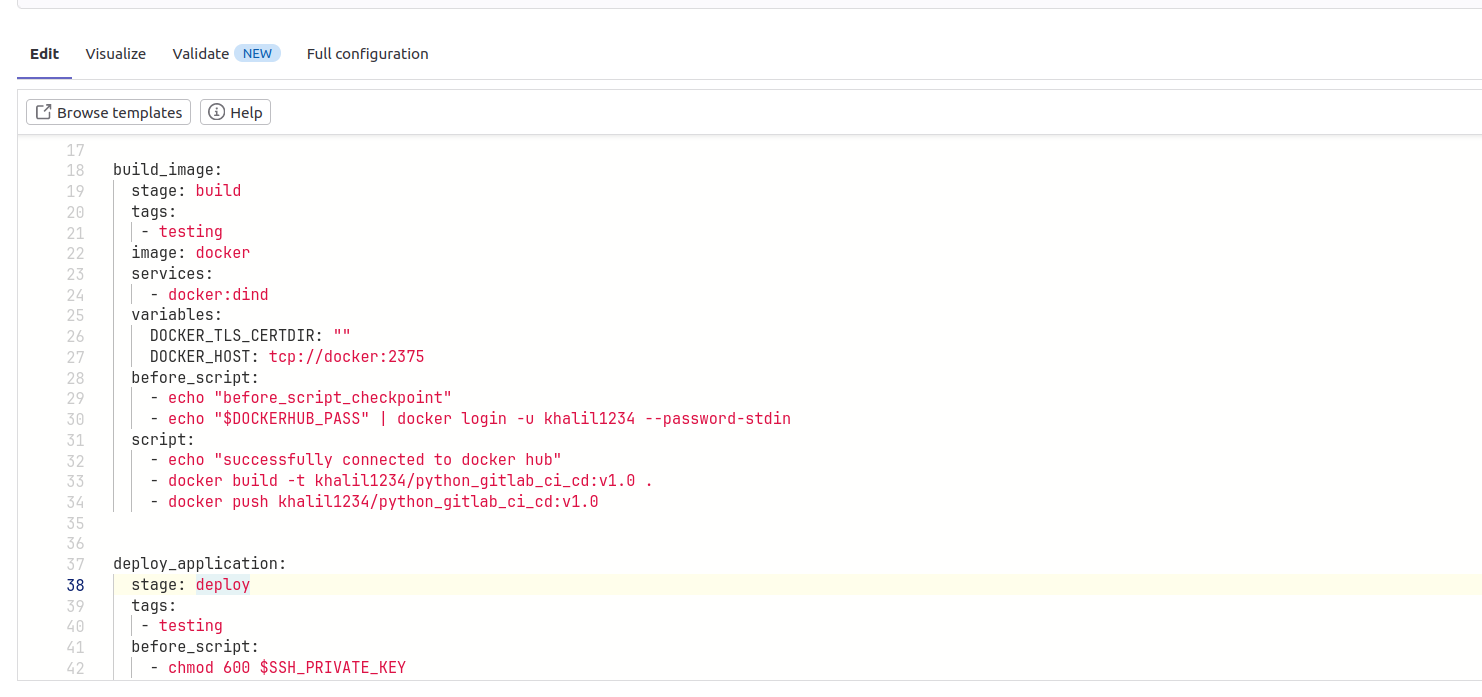 Edit Visualize Validate NEW Full configuration
Browse templates Help
17
18 build_image:
19 stage: build
20 tags:
21 - testing
22 image: docker
23 services:
24 - docker:dind
25 variables:
26 DOCKER_TLS_CERTDIR: ""
27 DOCKER_HOST: tcp://docker:2375
28 before_script:
29 - echo "before_script_checkpoint"
30 - echo "$DOCKERHUB_PASS" | docker login -u khalil1234 --password-stdin
31 script:
32 - echo "successfully connected to docker hub"
33 - docker build -t khalil1234/python_gitlab_ci_cd:v1.0 .
34 - docker push khalil1234/python_gitlab_ci_cd:v1.0
35
36
37 deploy_application:
38 stage: deploy
39 tags:
40 - testing
41 before_script:
42 - chmod 600 $SSH_PRIVATE_KEY